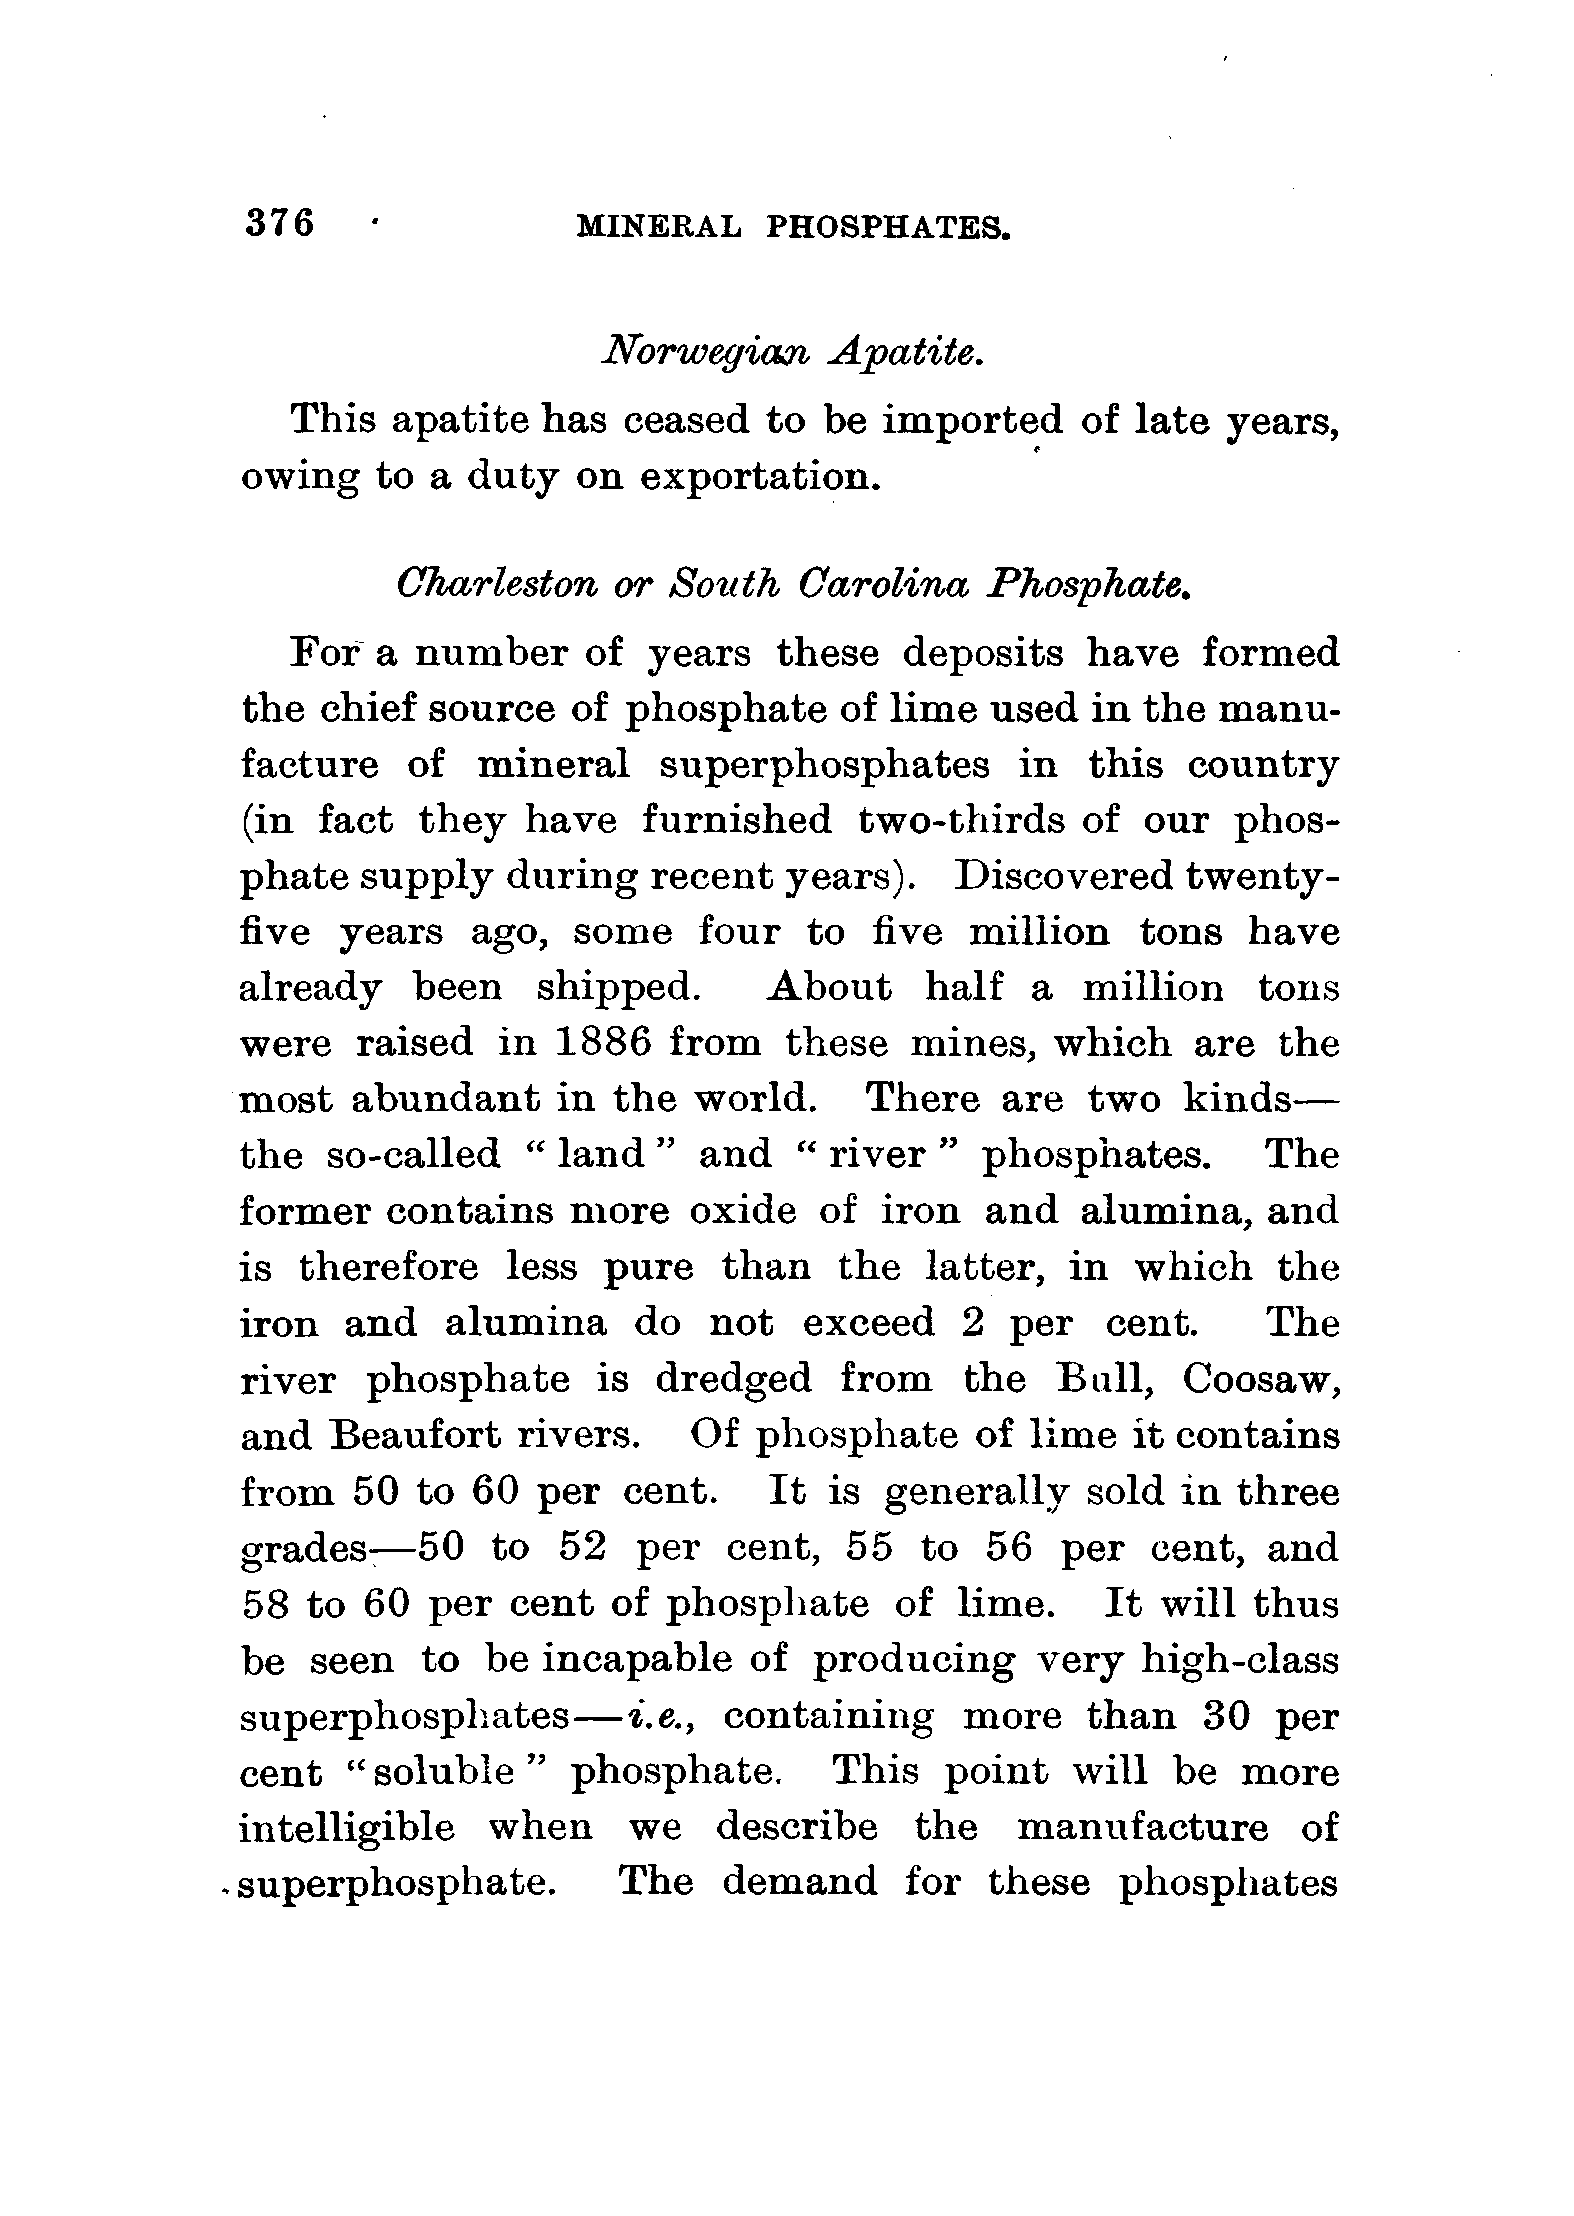 376 MINERAL PHOSPHATES.
Norwegian Apatite.
This apatite has ceased to be imported of late years,
owing to a duty on exportation.
Charleston or South Carolina Phosphate.
For a number of years these deposits have formed
the chief source of phosphate of lime used in the manu-
facture of mineral superphosphates in this country
(in fact they have furnished two-thirds of our phos-
phate supply during recent years). Discovered twenty-
five years ago, some four to five million tons have
already been shipped. About half a million tons
were raised in 1886 from these mines, which are the
most abundant in the world. There are two kinds—
the so-called “land” and “river” phosphates. The
former contains more oxide of iron and alumina, and
is therefore less pure than the latter, in which the
iron and alumina do not exceed 2 per cent. The
river phosphate is dredged from the Bull, Coosaw,
and Beaufort rivers. Of phosphate of lime it contains
from 50 to 60 per cent. It is generally sold in three
grades—50 to 52 per cent, 55 to 56 per cent, and
58 to 60 per cent of phosphate of lime. It will thus
be seen to be incapable of producing very high-class
superphosphates—i.e., containing more than 30 per
cent “soluble” phosphate. This point will be more
intelligible when we describe the manufacture of
superphosphate. The demand for these phosphates